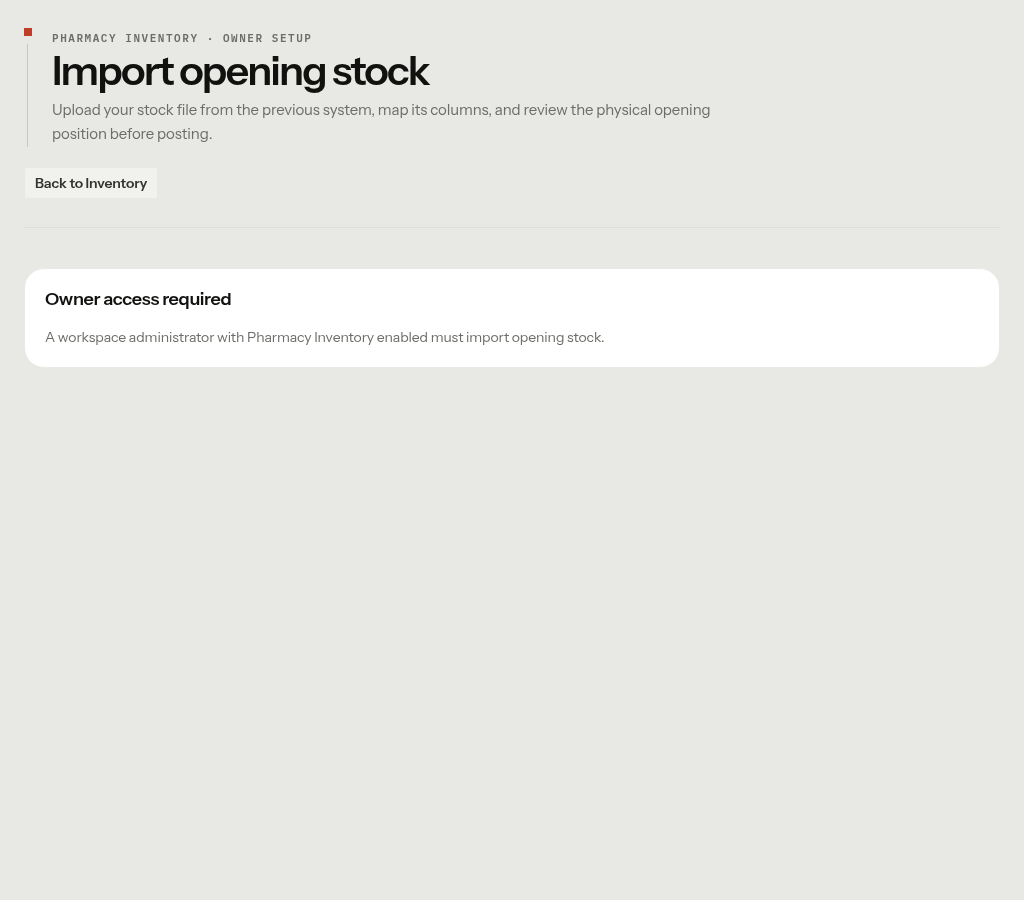 PHARMACY INVENTORY · OWNER SETUP
Import opening stock
Upload your stock file from the previous system, map its columns, and review the physical opening
position before posting.
Back to Inventory
Owner access required
A workspace administrator with Pharmacy Inventory enabled must import opening stock.